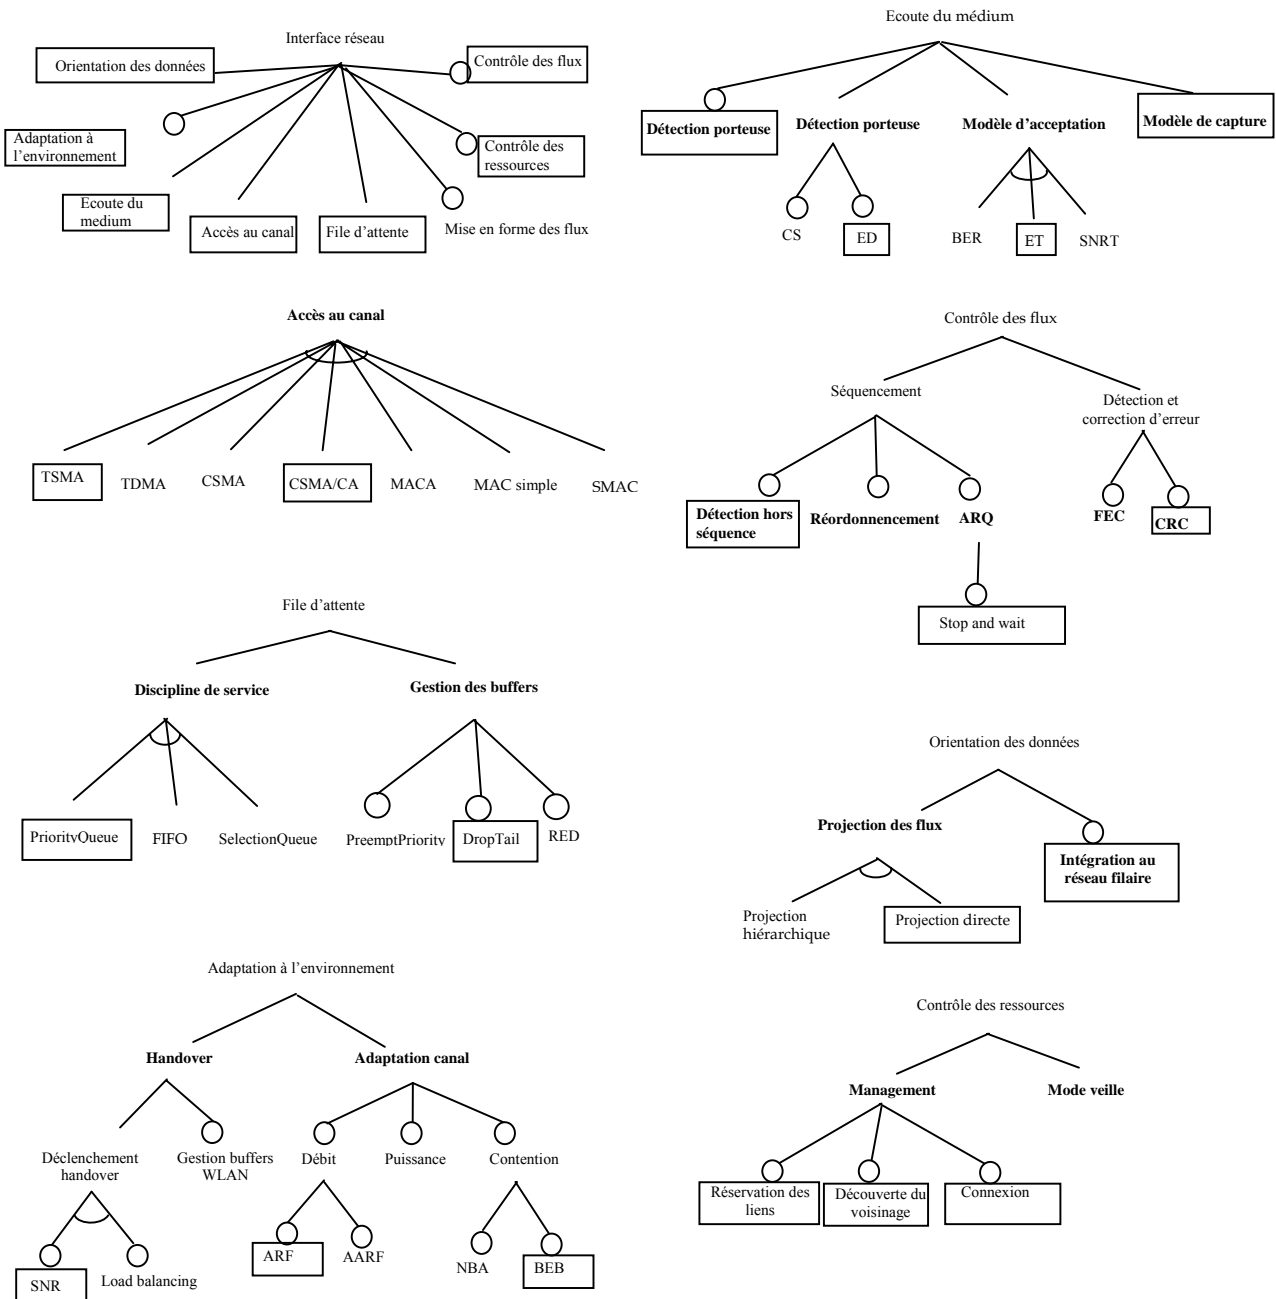 Interface réseau
Orientation des données
Contrôle des flux
Adaptation à
l'environnement
Contrôle des
ressources
Ecoute du
medium
Accès au canal
File d'attente
Mise en forme des flux
Ecoute du médium
Détection porteuse
Détection porteuse
Modèle d'acceptation
Modèle de capture
CS
ED
BER
ET
SNRT
Accès au canal
TSMA
TDMA
CSMA
CSMA/CA
MACA
MAC simple
SMAC
Contrôle des flux
Séquencement
Détection et
correction d'erreur
Détection hors
séquence
Réordonnencement
ARQ
FEC
CRC
Stop and wait
File d'attente
Discipline de service
Gestion des buffers
PriorityQueue
FIFO
SelectionQueue
PreemptPriority
DropTail
RED
Orientation des données
Projection des flux
Intégration au
réseau filaire
Projection
hiérarchique
Projection directe
Adaptation à l'environnement
Handover
Adaptation canal
Déclenchement
handover
Gestion buffers
WLAN
Débit
Puissance
Contention
SNR
Load balancing
ARF
AARF
NBA
BEB
Contrôle des ressources
Management
Mode veille
Réservation des
liens
Découverte du
voisinage
Connexion